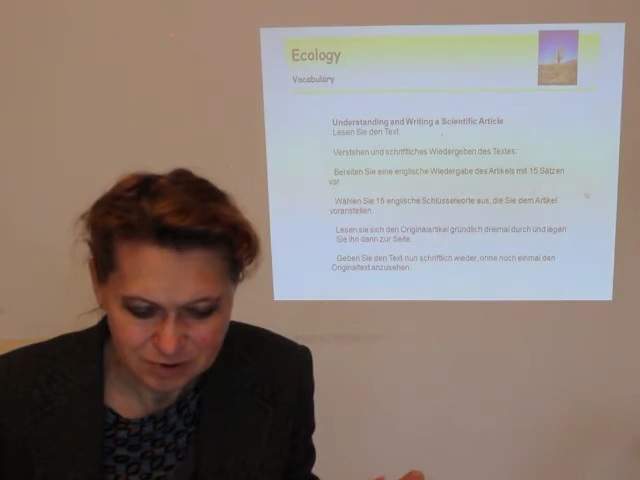 Ecology
Vocabulary
Understanding and Writing a Scientific Article
Lesen Sie den Text.
Verstehen und schriftliches Wiedergeben des Textes:
Bereiten Sie eine englische Wiedergabe des Artikels mit 15 Sätzen
vor.
Wählen Sie 15 englische Schlüsselworte aus, die Sie dem Artikel
voranstellen.
Lesen sie sich den Originalartikel gründlich dreimal durch und legen
Sie ihn dann zur Seite.
Geben Sie den Text nun schriftlich wieder, ohne noch einmal den
Originaltext anzusehen.